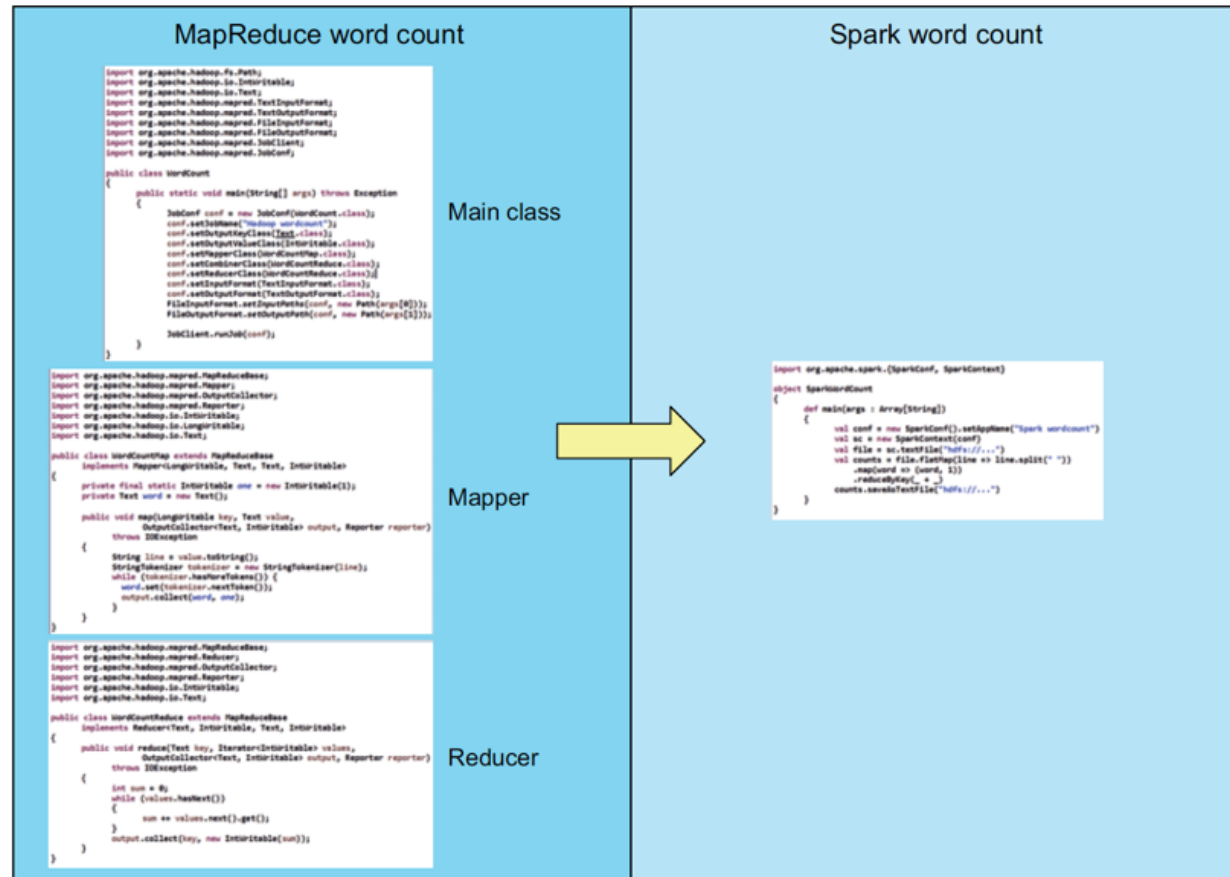 MapReduce word count
import org.apache.hadoop.fs.Path;
import org.apache.hadoop.io.IntWritable;
import org.apache.hadoop.io.Text;
import org.apache.hadoop.mapred.TextInputFormat;
import org.apache.hadoop.mapred.TextOutputFormat;
import org.apache.hadoop.mapred.FileInputFormat;
import org.apache.hadoop.mapred.FileOutputFormat;
import org.apache.hadoop.mapred.JobClient;
import org.apache.hadoop.mapred.JobConf;
public class WordCount
{
public static void main(String[] args) throws Exception
{
JobConf conf = new JobConf(WordCount.class);
conf.setJobName("Hadoop wordcount");
conf.setOutputKeyClass(Text.class);
conf.setOutputValueClass(IntWritable.class);
conf.setMapperClass(WordCountMap.class);
conf.setCombinerClass(WordCountReduce.class);
conf.setReducerClass(WordCountReduce.class);
conf.setInputFormat(TextInputFormat.class);
conf.setOutputFormat(TextOutputFormat.class);
FileInputFormat.setInputPaths(conf, new Path(args[0]));
FileOutputFormat.setOutputPath(conf, new Path(args[1]));
JobClient.runJob(conf);
}
}
Main class
import org.apache.hadoop.mapred.MapReduceBase;
import org.apache.hadoop.mapred.Mapper;
import org.apache.hadoop.mapred.OutputCollector;
import org.apache.hadoop.mapred.Reporter;
import org.apache.hadoop.io.IntWritable;
import org.apache.hadoop.io.LongWritable;
import org.apache.hadoop.io.Text;
public class WordCountMap extends MapReduceBase
implements Mapper<LongWritable, Text, Text, IntWritable>
{
private final static IntWritable one = new IntWritable(1);
private Text word = new Text();
public void map(LongWritable key, Text value,
OutputCollector<Text, IntWritable> output, Reporter reporter)
throws IOException
{
String line = value.toString();
StringTokenizer tokenizer = new StringTokenizer(line);
while (tokenizer.hasMoreTokens()) {
word.set(tokenizer.nextToken());
output.collect(word, one);
}
}
}
Mapper
import org.apache.hadoop.mapred.MapReduceBase;
import org.apache.hadoop.mapred.Reducer;
import org.apache.hadoop.mapred.OutputCollector;
import org.apache.hadoop.mapred.Reporter;
import org.apache.hadoop.io.IntWritable;
import org.apache.hadoop.io.Text;
public class WordCountReduce extends MapReduceBase
implements Reducer<Text, IntWritable, Text, IntWritable>
{
public void reduce(Text key, Iterator<IntWritable> values,
OutputCollector<Text, IntWritable> output, Reporter reporter)
throws IOException
{
int sum = 0;
while (values.hasNext())
{
sum += values.next().get();
}
output.collect(key, new IntWritable(sum));
}
}
Reducer
Spark word count
import org.apache.spark.{SparkConf, SparkContext}
object SparkWordCount
{
def main(args : Array[String])
{
val conf = new SparkConf().setAppName("Spark wordcount")
val sc = new SparkContext(conf)
val file = sc.textFile("hdfs://...")
val counts = file.flatMap(line => line.split(" "))
.map(word => (word, 1))
.reduceByKey(_ + _)
counts.saveAsTextFile("hdfs://...")
}
}